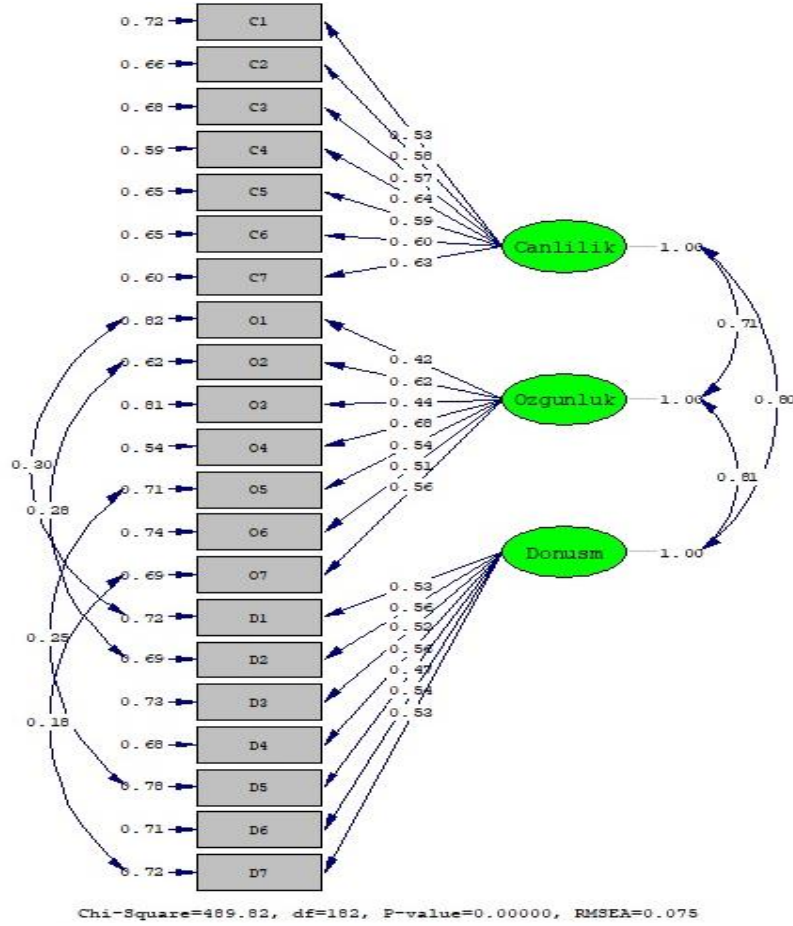 0.72 C1
0.66 C2
0.68 C3
0.59 C4
0.65 C5
0.65 C6
0.60 C7
0.82 O1
0.62 O2
0.81 O3
0.54 O4
0.71 O5
0.74 O6
0.69 O7
0.72 D1
0.69 D2
0.73 D3
0.68 D4
0.78 D5
0.71 D6
0.72 D7
0.53
0.58
0.57
0.64
0.59
0.60
0.63
Canlilik 1.00
0.42
0.62
0.44
0.68
0.54
0.51
0.56
Ozgunluk 1.00
0.53
0.56
0.52
0.47
0.54
0.53
Donusm 1.00
0.71
0.80
0.81
0.30
0.28
0.25
0.18
Chi-Square=489.82, df=182, P-value=0.00000, RMSEA=0.075